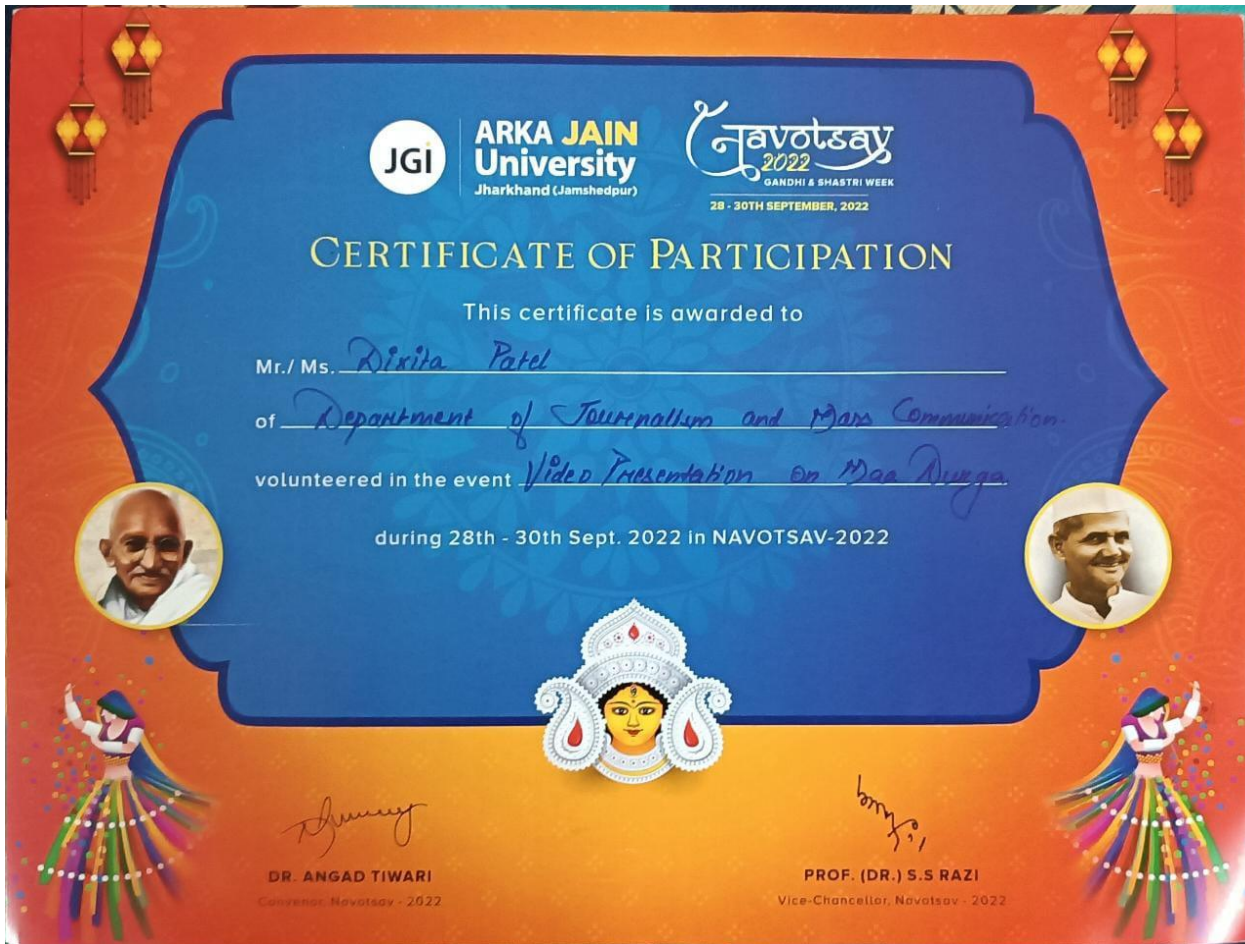 JGi
ARKA JAIN
University
Jharkhand (Jamshedpur)
Navotsav
2022
GANDHI & SHASTRI WEEK
28 - 30TH SEPTEMBER, 2022
CERTIFICATE OF PARTICIPATION
This certificate is awarded to
Mr./ Ms. Dixita Patel
of Department of Journalism and Mass Communication.
volunteered in the event Video Presentation on Maa Durga
during 28th - 30th Sept. 2022 in NAVOTSAV-2022
DR. ANGAD TIWARI
Convenor, Navotsav - 2022
PROF. (DR.) S.S RAZI
Vice-Chancellor, Navotsav - 2022